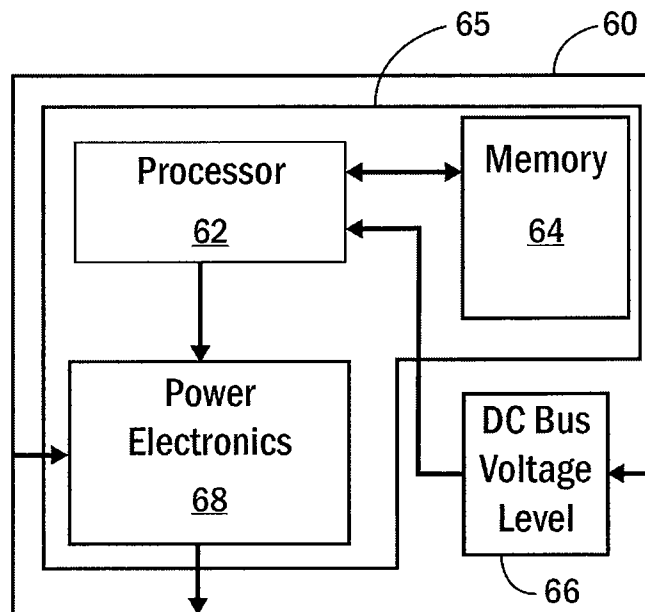 65
60
Processor
62
Memory
64
Power
Electronics
68
DC Bus
Voltage
Level
66